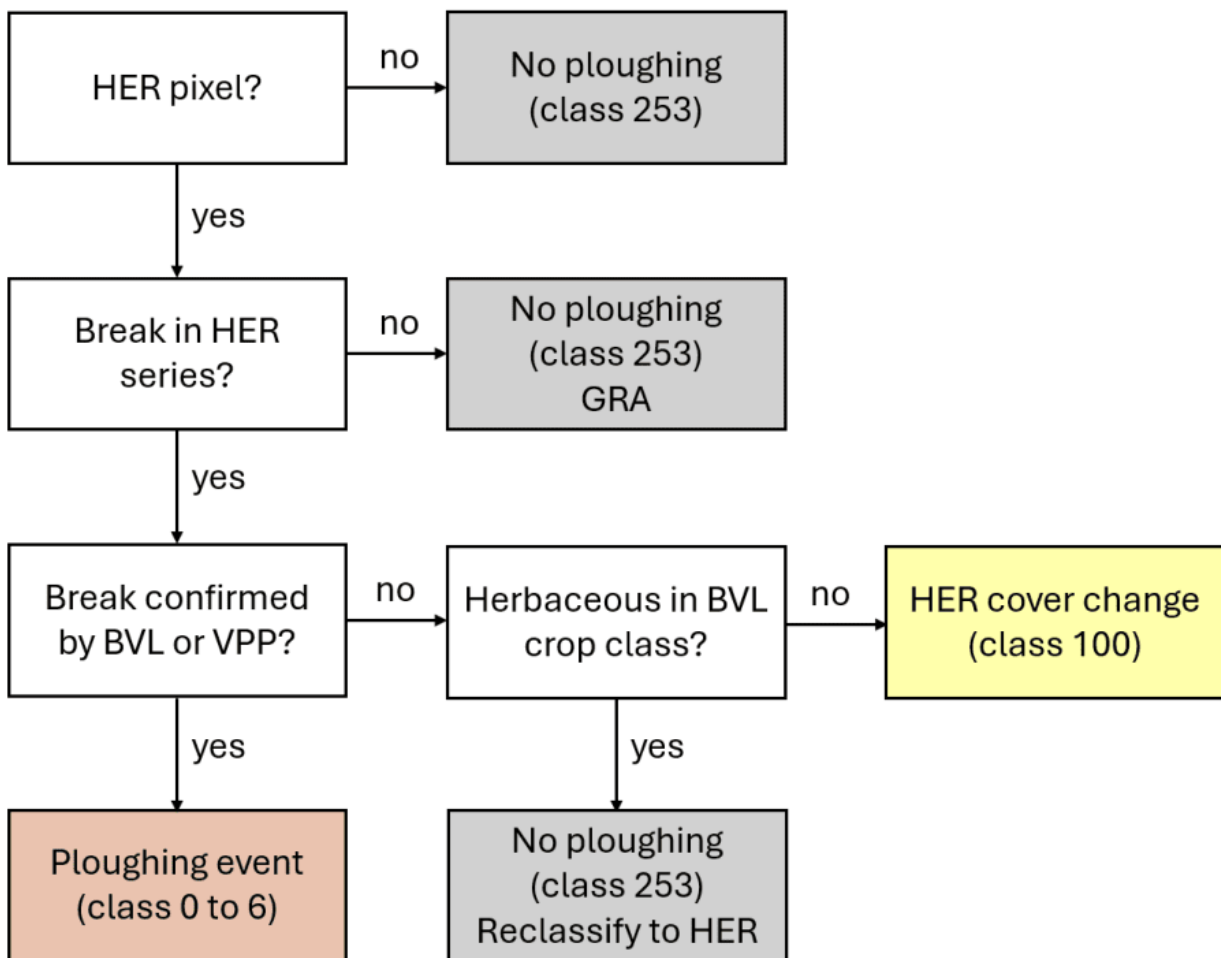 HER pixel?
no
No ploughing
(class 253)
yes
Break in HER
series?
no
No ploughing
(class 253)
GRA
yes
Break confirmed
by BVL or VPP?
no
Herbaceous in BVL
crop class?
no
HER cover change
(class 100)
yes
yes
Ploughing event
(class 0 to 6)
No ploughing
(class 253)
Reclassify to HER